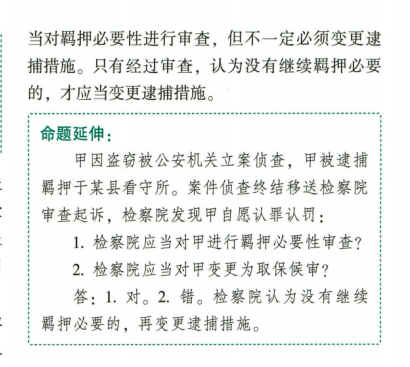 当对羁押必要性进行审查，但不一定必须变更逮
捕措施。只有经过审查，认为没有继续羁押必要
的，才应当变更逮捕措施。
命题延伸：
甲因盗窃被公安机关立案侦查，甲被逮捕
羁押于某县看守所。案件侦查终结移送检察院
审查起诉，检察院发现甲自愿认罪认罚：
1. 检察院应当对甲进行羁押必要性审查？
2. 检察院应当对甲变更为取保候审？
答：1. 对。2. 错。检察院认为没有继续
羁押必要的，再变更逮捕措施。